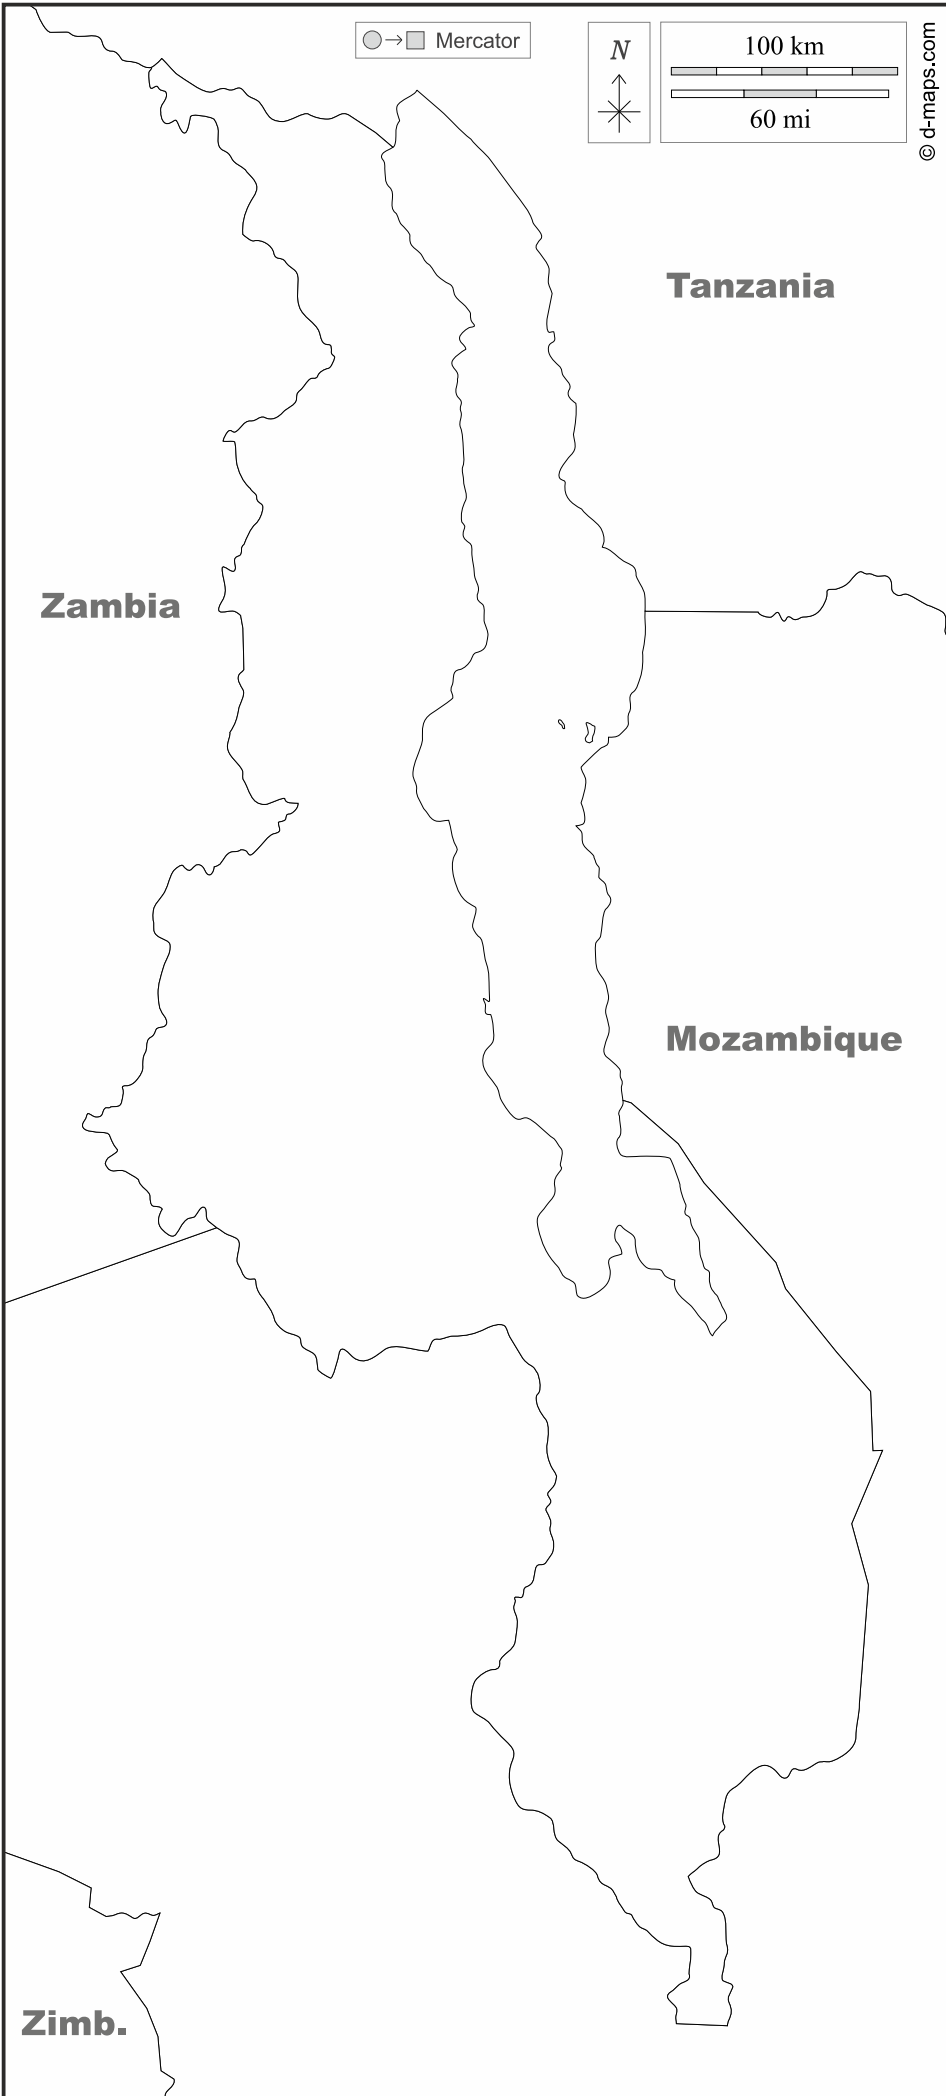 Mercator
N
100 km
60 mi
© d-maps.com
Tanzania
Zambia
Mozambique
Zimb.